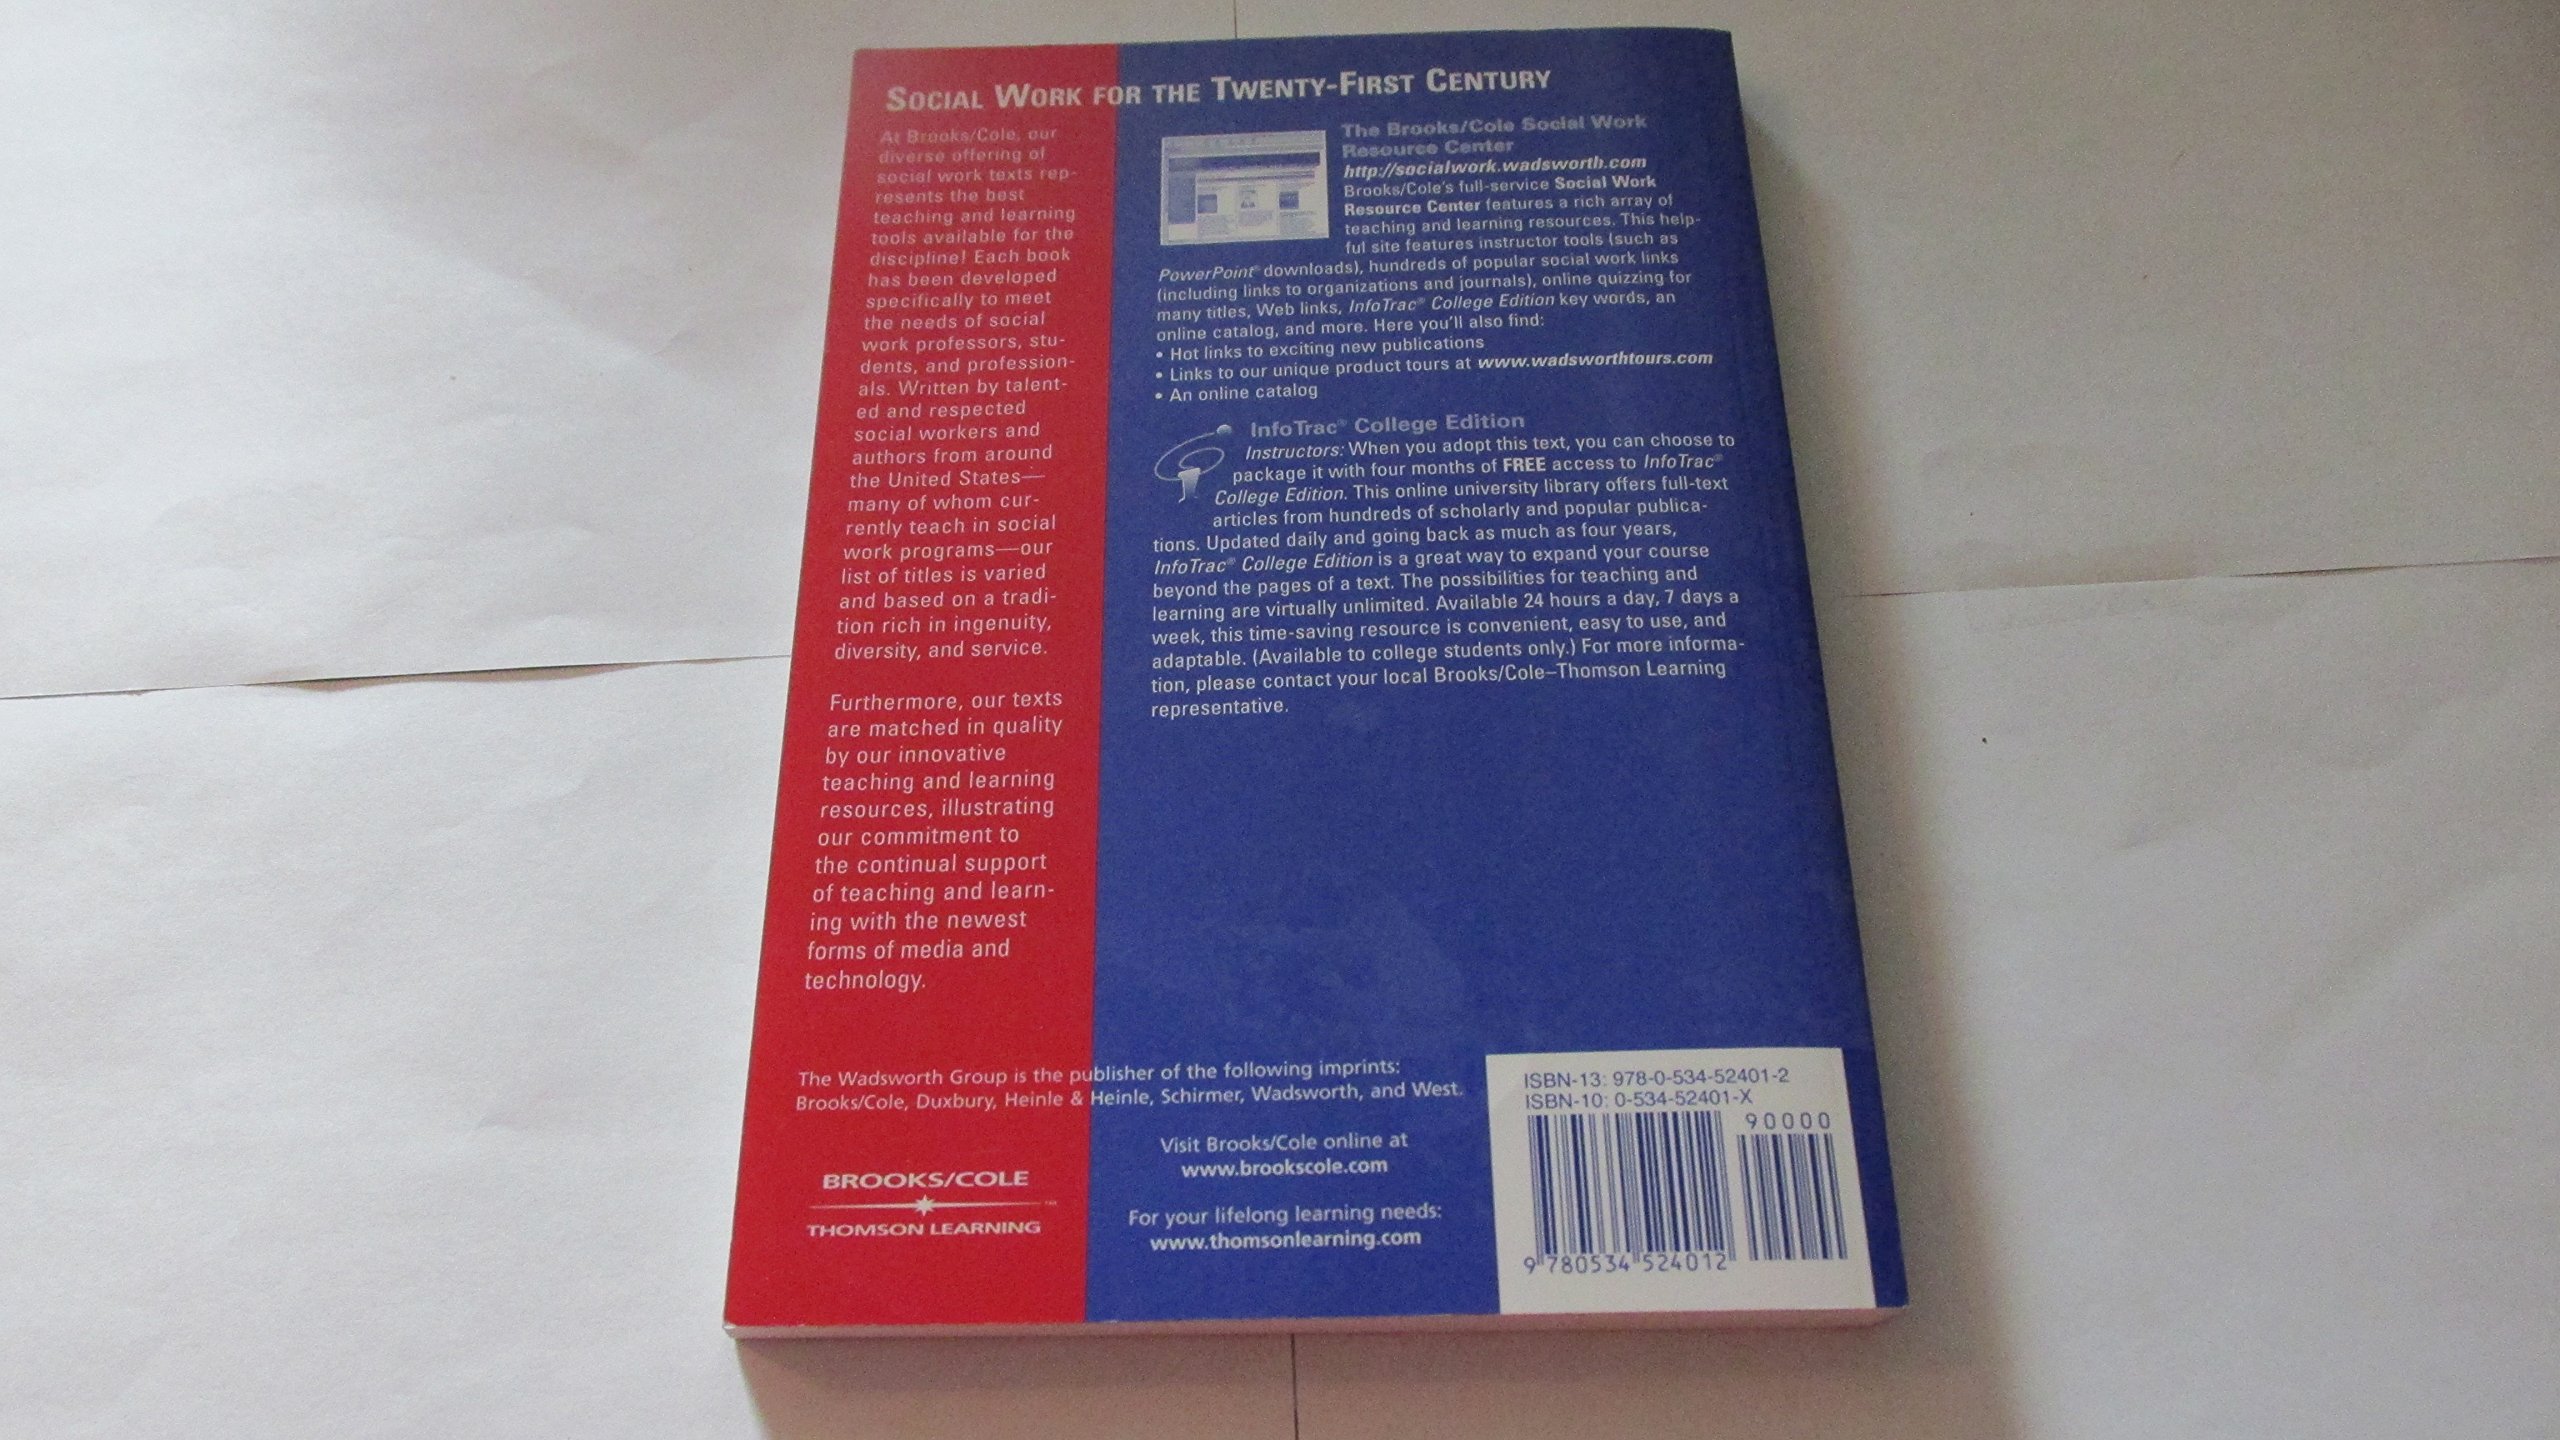 SOCIAL WORK FOR THE TWENTY-FIRST CENTURY
At Brooks/Cole, our
diverse offering of
social work texts rep-
resents the best
teaching and learning
tools available for the
discipline! Each book
has been developed
specifically to meet
the needs of social
work professors, stu-
dents, and profession-
als. Written by talent-
ed and respected
social workers and
authors from around
the United States—
many of whom cur-
rently teach in social
work programs—our
list of titles is varied
and based on a tradi-
tion rich in ingenuity,
diversity, and service.
Furthermore, our texts
are matched in quality
by our innovative
teaching and learning
resources, illustrating
our commitment to
the continual support
of teaching and learn-
ing with the newest
forms of media and
technology.
The Brooks/Cole Social Work
Resource Center
http://socialwork.wadsworth.com
Brooks/Cole's full-service Social Work
Resource Center features a rich array of
teaching and learning resources. This help-
ful site features instructor tools (such as
PowerPoint® downloads), hundreds of popular social work links
(including links to organizations and journals), online quizzing for
many titles, Web links, InfoTrac® College Edition key words, an
online catalog, and more. Here you'll also find:
• Hot links to exciting new publications
• Links to our unique product tours at www.wadsworthtours.com
• An online catalog
InfoTrac® College Edition
Instructors: When you adopt this text, you can choose to
package it with four months of FREE access to InfoTrac®
College Edition. This online university library offers full-text
articles from hundreds of scholarly and popular publica-
tions. Updated daily and going back as much as four years,
InfoTrac® College Edition is a great way to expand your course
beyond the pages of a text. The possibilities for teaching and
learning are virtually unlimited. Available 24 hours a day, 7 days a
week, this time-saving resource is convenient, easy to use, and
adaptable. (Available to college students only.) For more informa-
tion, please contact your local Brooks/Cole–Thomson Learning
representative.
The Wadsworth Group is the publisher of the following imprints:
Brooks/Cole, Duxbury, Heinle & Heinle, Schirmer, Wadsworth, and West.
BROOKS/COLE
™
THOMSON LEARNING
Visit Brooks/Cole online at
www.brookscole.com
For your lifelong learning needs:
www.thomsonlearning.com
ISBN-13: 978-0-534-52401-2
ISBN-10: 0-534-52401-X
90000
9 780534 524012